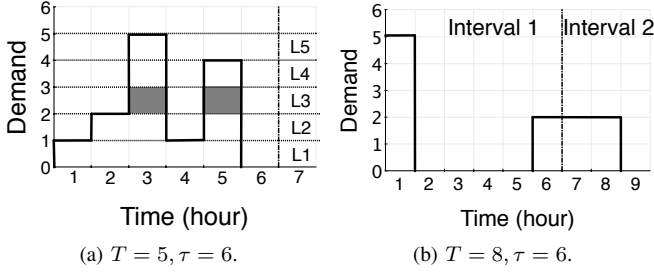 6
5
4
3
2
1
0
Demand
L5
L4
L3
L2
L1
1 2 3 4 5 6 7
Time (hour)
(a) T = 5, τ = 6.
6
5
4
3
2
1
0
Demand
Interval 1 Interval 2
1 2 3 4 5 6 7 8 9
Time (hour)
(b) T = 8, τ = 6.